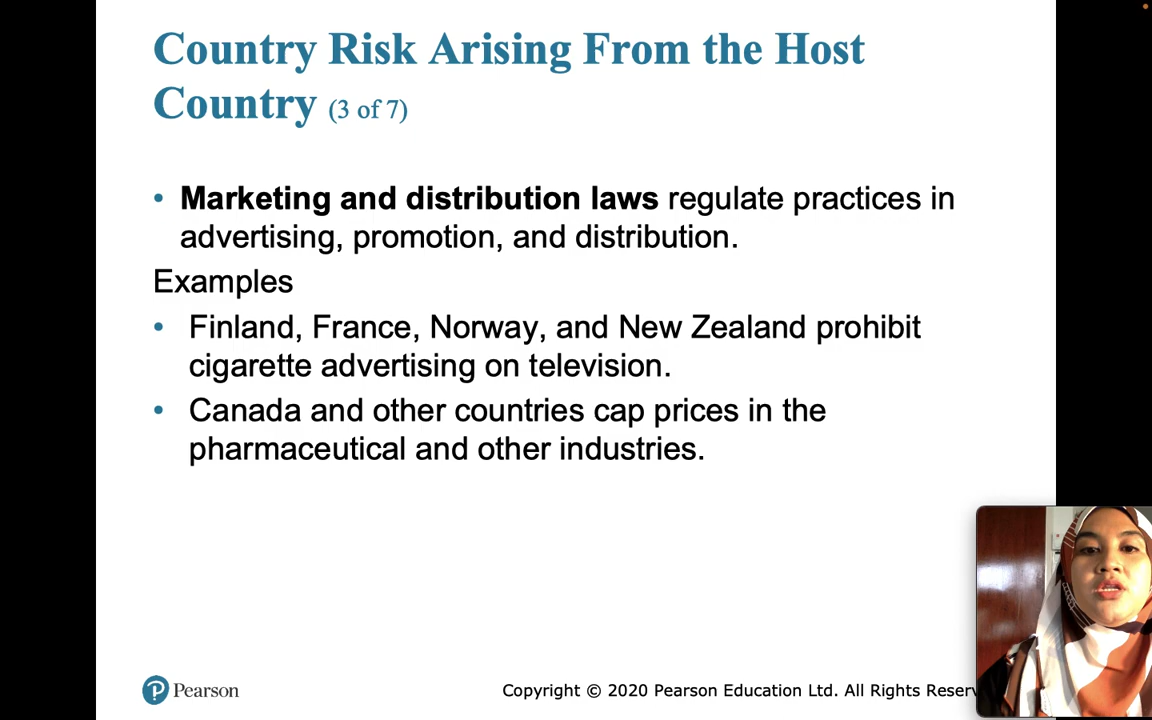 Country Risk Arising From the Host
Country (3 of 7)
• Marketing and distribution laws regulate practices in
advertising, promotion, and distribution.
Examples
• Finland, France, Norway, and New Zealand prohibit
cigarette advertising on television.
• Canada and other countries cap prices in the
pharmaceutical and other industries.
Pearson
Copyright © 2020 Pearson Education Ltd. All Rights